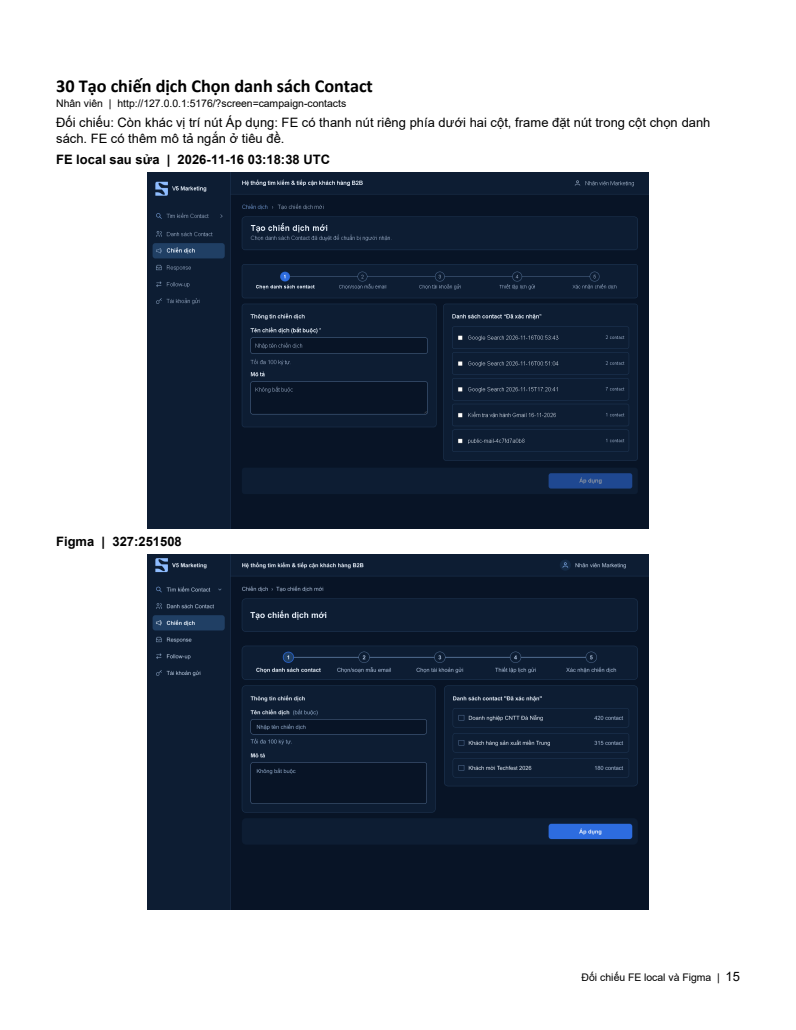 30 Tạo chiến dịch Chọn danh sách Contact
Nhân viên | http://127.0.0.1:5176/?screen=campaign-contacts
Đối chiếu: Còn khác vị trí nút Áp dụng: FE có thanh nút riêng phía dưới hai cột, frame đặt nút trong cột chọn danh
sách. FE có thêm mô tả ngắn ở tiêu đề.
FE local sau sửa | 2026-11-16 03:18:38 UTC
V5 Marketing
Hệ thống tìm kiếm & tiếp cận khách hàng B2B
Nhân viên Marketing
Tìm kiếm Contact
Danh sách Contact
Chiến dịch
Response
Follow-up
Tài khoản gửi
Chiến dịch › Tạo chiến dịch mới
Tạo chiến dịch mới
Chọn danh sách Contact đã duyệt để chuẩn bị người nhận.
1 2 3 4 5
Chọn danh sách contact Chọn/soạn mẫu email Chọn tài khoản gửi Thiết lập lịch gửi Xác nhận chiến dịch
Thông tin chiến dịch
Tên chiến dịch (bắt buộc) *
Nhập tên chiến dịch
Tối đa 100 ký tự.
Mô tả
Không bắt buộc
Danh sách contact "Đã xác nhận"
Google Search 2026-11-16T00:53:43 2 contact
Google Search 2026-11-16T00:51:04 2 contact
Google Search 2026-11-15T17:20:41 7 contact
Kiểm tra vận hành Gmail 16-11-2026 1 contact
public-mail-4c7fd7a0b8 1 contact
Áp dụng
Figma | 327:251508
V5 Marketing
Hệ thống tìm kiếm & tiếp cận khách hàng B2B
Nhân viên Marketing
Tìm kiếm Contact
Danh sách Contact
Chiến dịch
Response
Follow-up
Tài khoản gửi
Chiến dịch › Tạo chiến dịch mới
Tạo chiến dịch mới
1 2 3 4 5
Chọn danh sách contact Chọn/soạn mẫu email Chọn tài khoản gửi Thiết lập lịch gửi Xác nhận chiến dịch
Thông tin chiến dịch
Tên chiến dịch (bắt buộc)
Nhập tên chiến dịch
Tối đa 100 ký tự.
Mô tả
Không bắt buộc
Danh sách contact "Đã xác nhận"
Doanh nghiệp CNTT Đà Nẵng 420 contact
Khách hàng sản xuất miền Trung 315 contact
Khách mời Techfest 2026 180 contact
Áp dụng
Đối chiếu FE local và Figma | 15